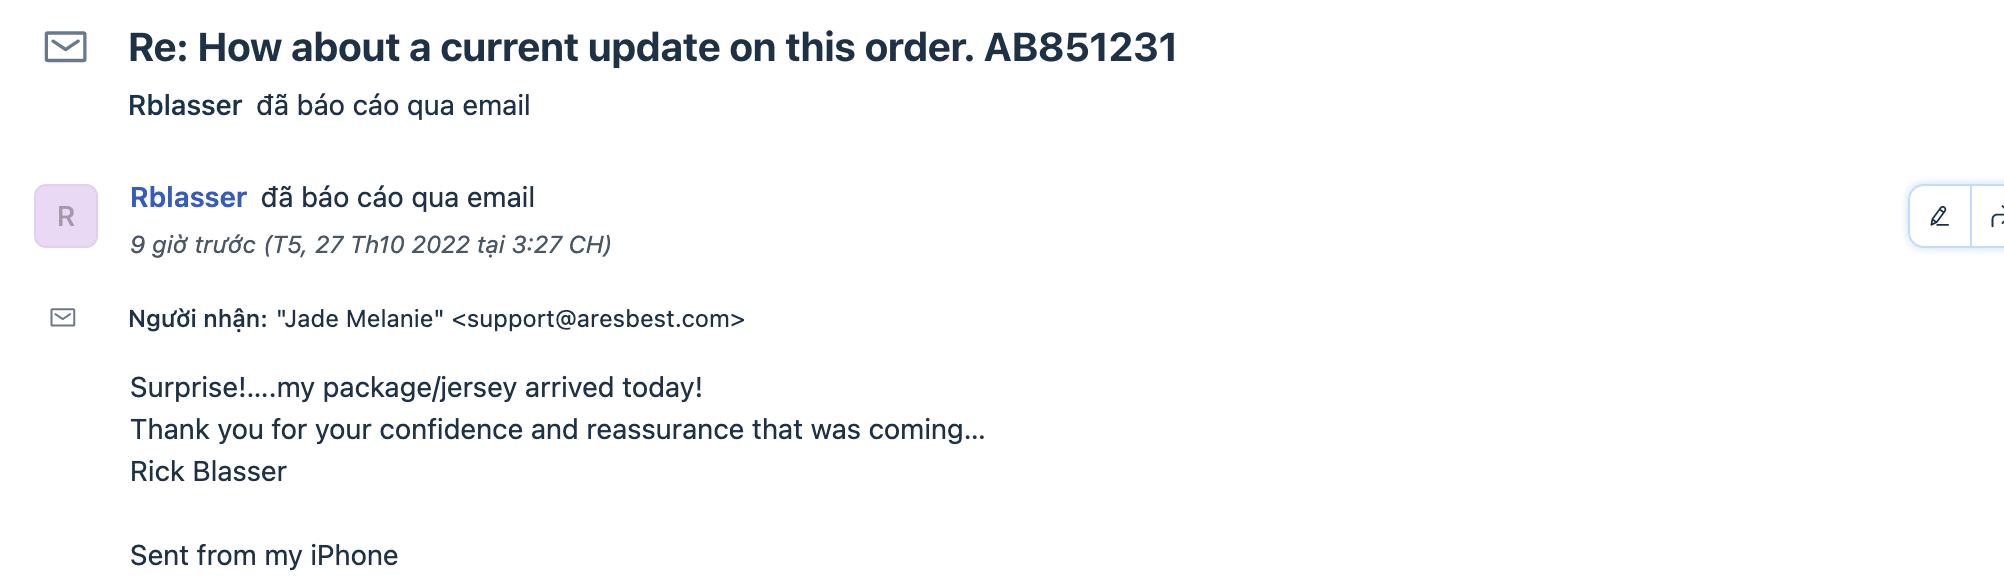 Re: How about a current update on this order. AB851231
Rblasser đã báo cáo qua email
R
Rblasser đã báo cáo qua email
9 giờ trước (T5, 27 Th10 2022 tại 3:27 CH)
Người nhận: "Jade Melanie" <support@aresbest.com>
Surprise!....my package/jersey arrived today!
Thank you for your confidence and reassurance that was coming...
Rick Blasser
Sent from my iPhone